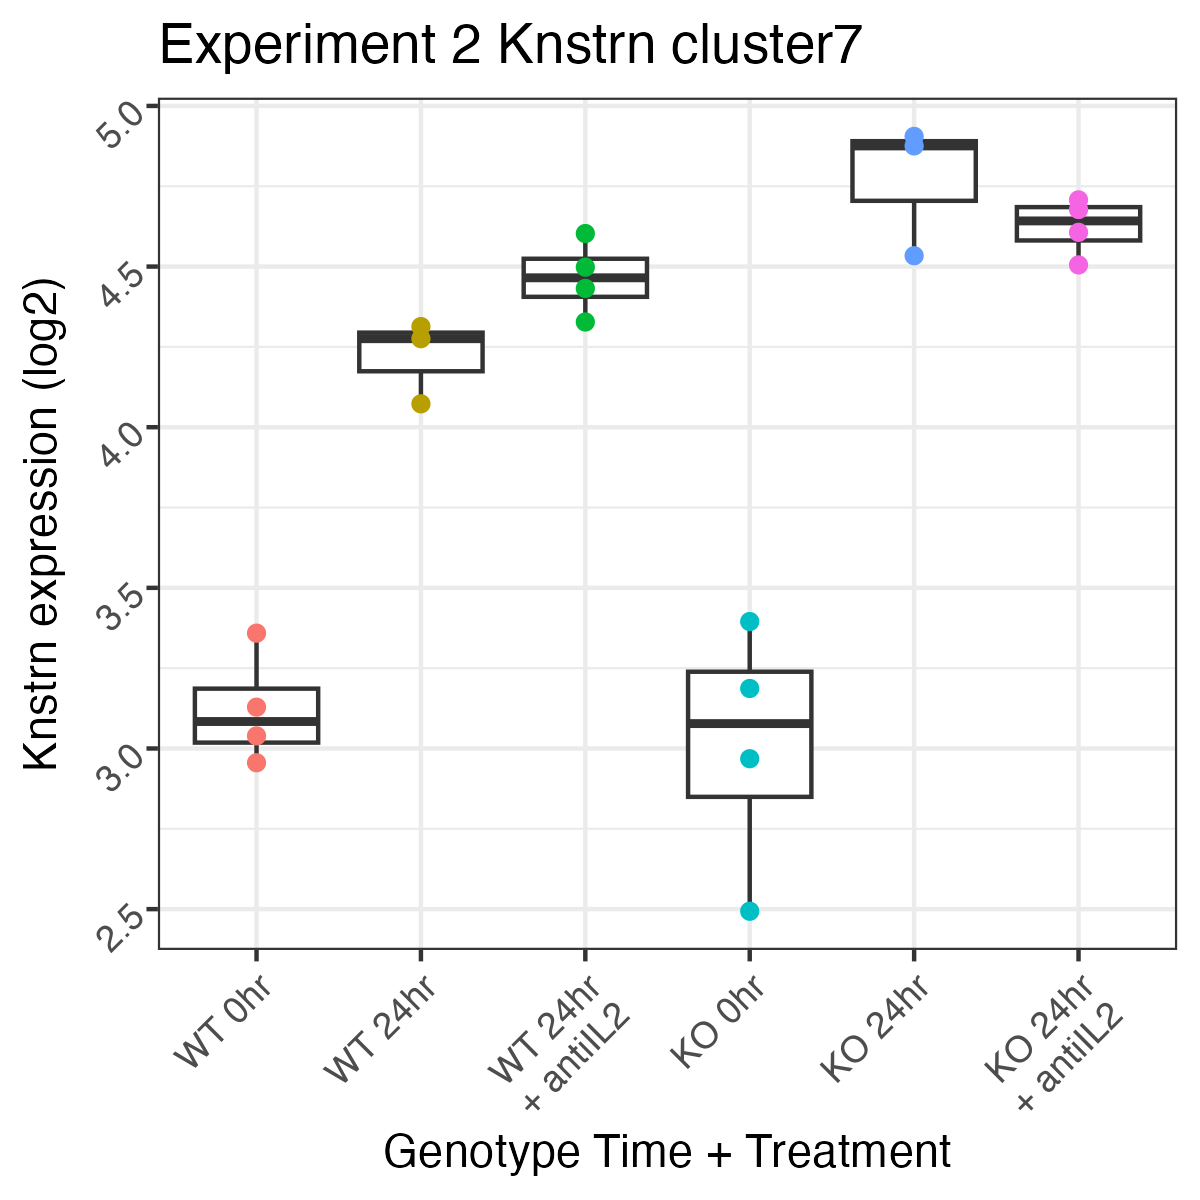 Experiment 2 Knstrn cluster7
Knstrn expression (log2)
5.0
4.5
4.0
3.5
3.0
2.5
WT 0hr
WT 24hr
WT 24hr
+ antiIL2
KO 0hr
KO 24hr
KO 24hr
+ antiIL2
Genotype Time + Treatment